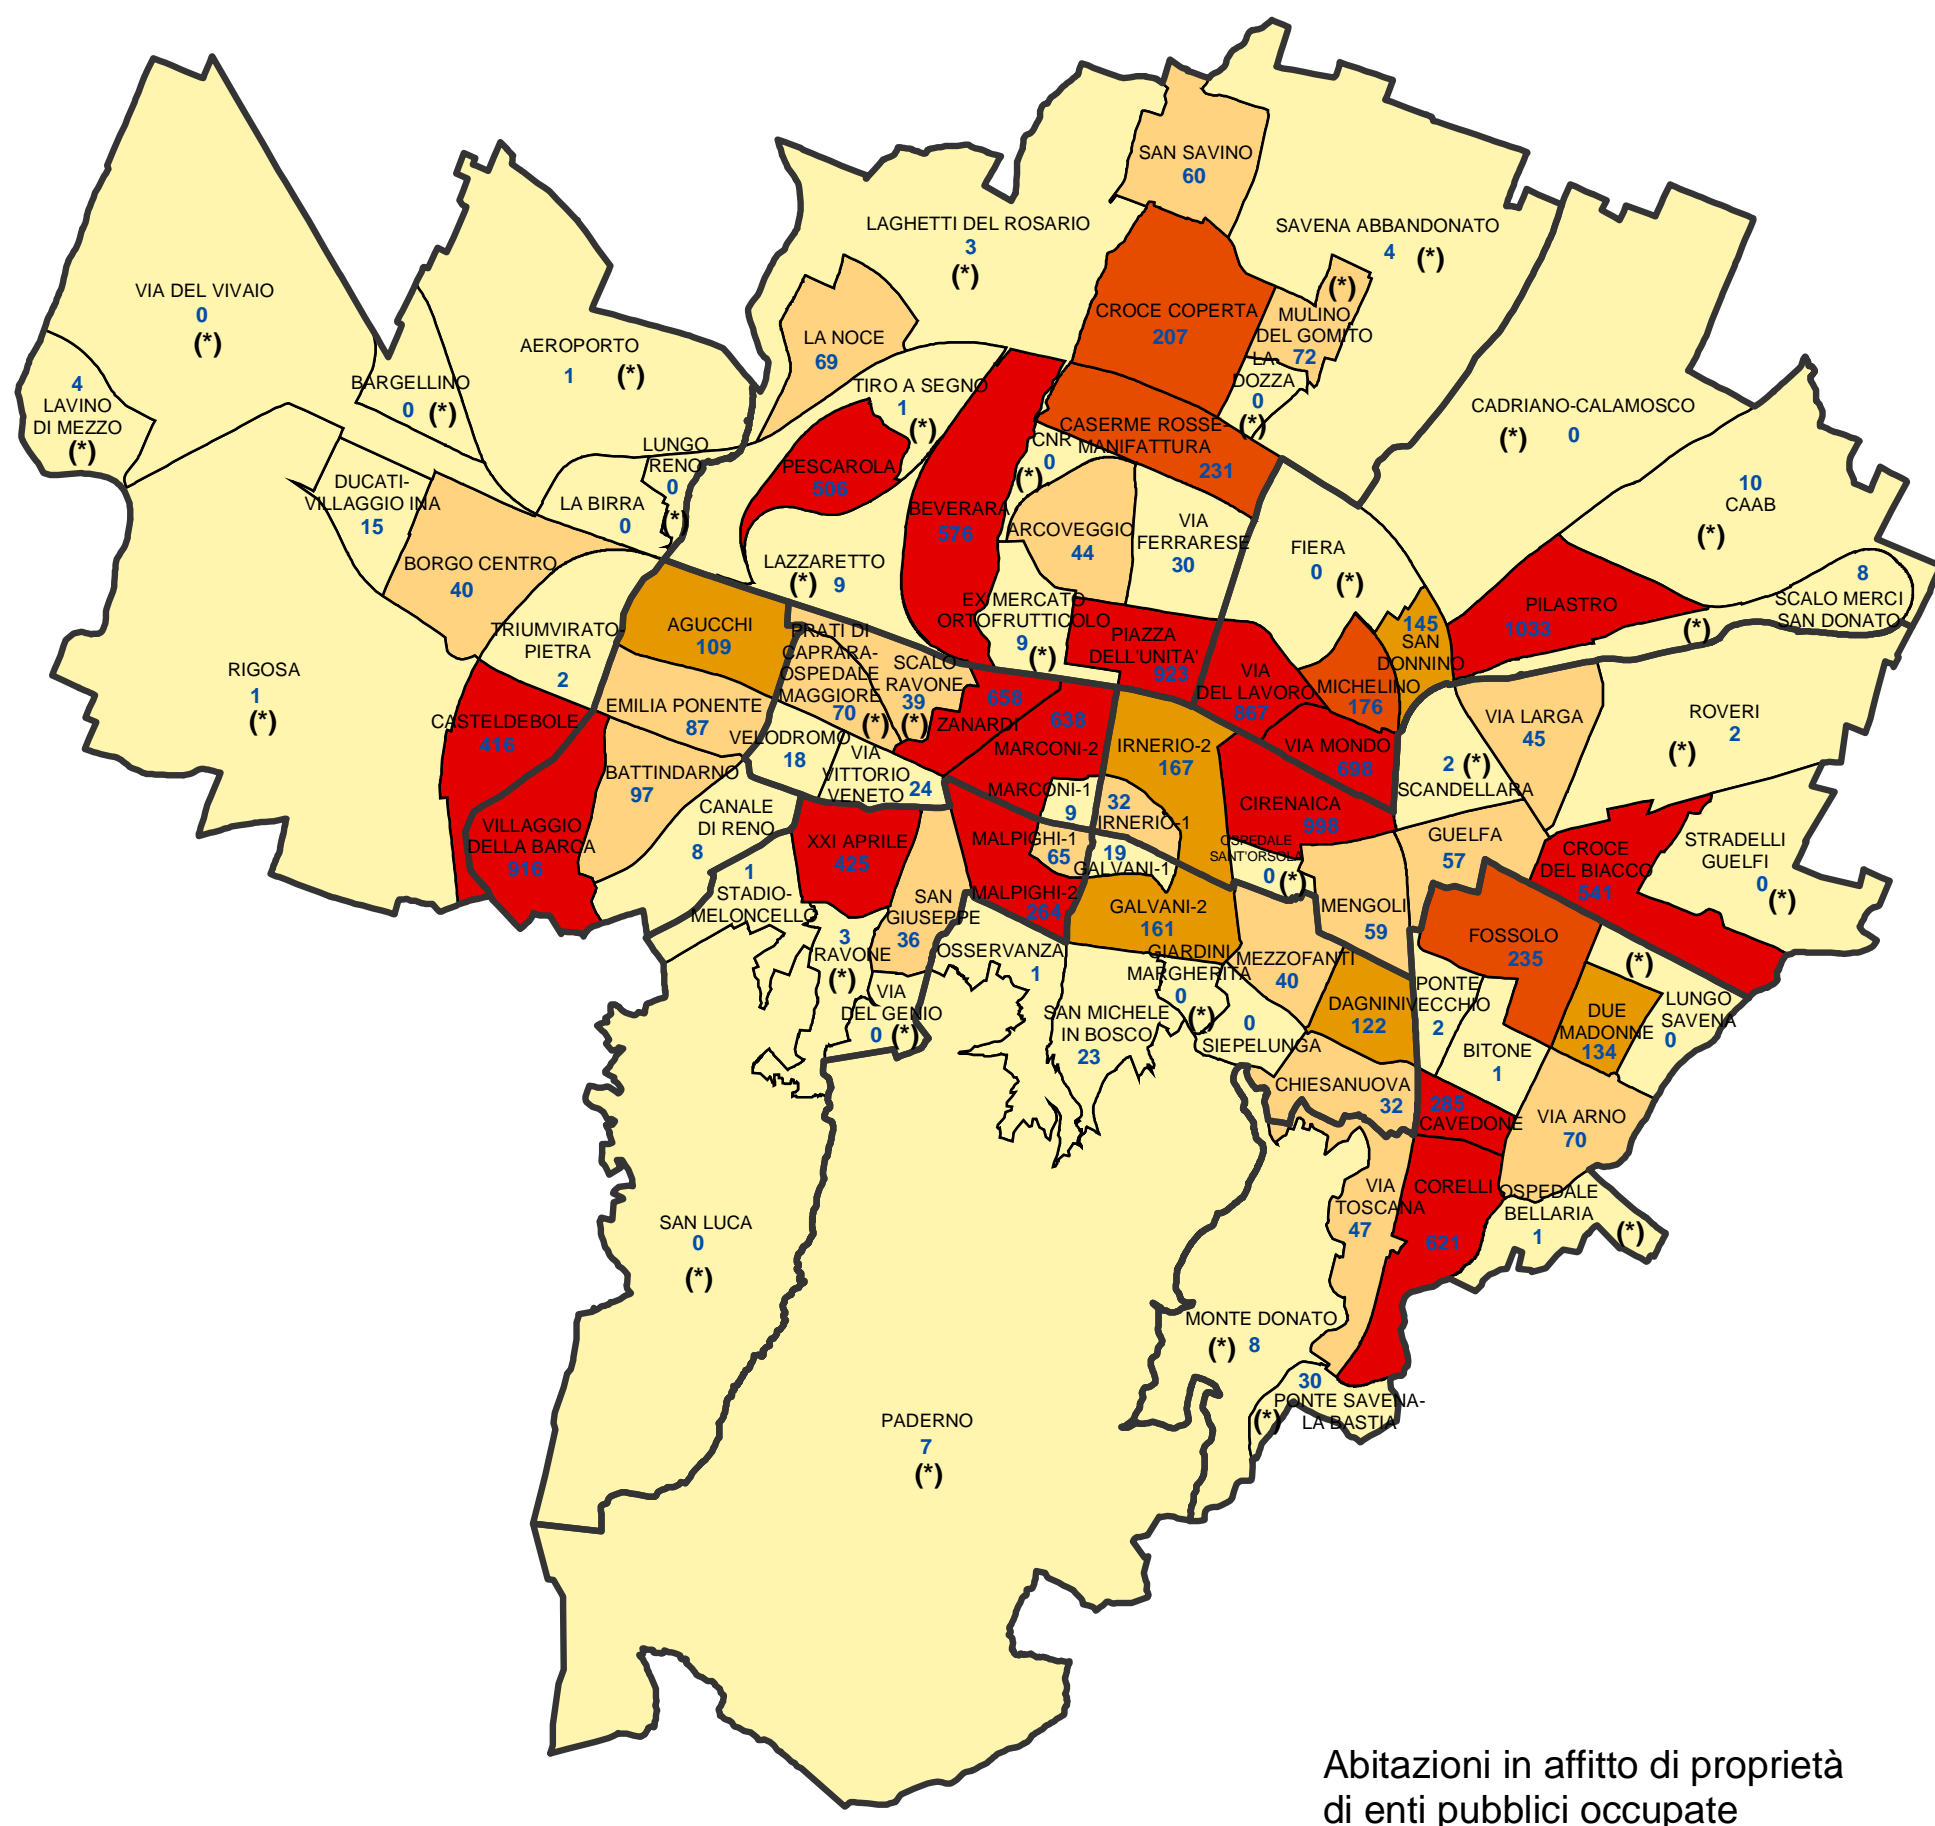 SAN SAVINO
60
LAGHETTI DEL ROSARIO
3
(*)
SAVENA ABBANDONATO
4 (*)
VIA DEL VIVAIO
0
(*)
AEROPORTO
1 (*)
LA NOCE
69
CROCE COPERTA
207
(*)
MULINO
DEL GOMITO
72
LA
DOZZA
0
(*)
4
LAVINO
DI MEZZO
(*)
BARGELLINO
0 (*)
TIRO A SEGNO
1
(*)
CADRIANO-CALAMOSCO
(*) 0
CASERME ROSSE-
MANIFATTURA
231
CNR
0
(*)
LUNGO
RENO
0
(*)
PESCAROLA
506
DUCATI-
VILLAGGIO INA
15
LA BIRRA
0
BEVERARA
576
ARCOVEGGIO
44
VIA
FERRARESE
30
10
CAAB
(*)
FIERA
0 (*)
BORGO CENTRO
40
LAZZARETTO
(*) 9
8
SCALO MERCI
SAN DONATO
(*)
EX MERCATO
ORTOFRUTTICOLO
9 (*)
PILASTRO
1033
145
SAN
DONNINO
TRIUMVIRATO-
PIETRA
2
AGUCCHI
109
PRATI DI
CAPRARA-
OSPEDALE
MAGGIORE
70 (*)
SCALO
RAVONE
39
(*)
PIAZZA
DELL'UNITA'
923
VIA
DEL LAVORO
867
MICHELINO
176
RIGOSA
1
(*)
EMILIA PONENTE
87
658
ZANARDI
638
MARCONI-2
VIA LARGA
45
ROVERI
(*) 2
CASTELDEBOLE
416
VELODROMO
18
VIA
VITTORIO
VENETO 24
IRNERIO-2
167
VIA MONDO
698
2 (*)
SCANDELLARA
BATTINDARNO
97
MARCONI-1
9
32
IRNERIO-1
CIRENAICA
998
CANALE
DI RENO
8
VILLAGGIO
DELLA BARCA
916
XXI APRILE
425
MALPIGHI-1
65
19
GALVANI-1
OSPEDALE
SANT'ORSOLA
0 (*)
GUELFA
57
CROCE
DEL BIACCO
541
STRADELLI
GUELFI
0
(*)
1
STADIO-
MELONCELLO
SAN
GIUSEPPE
36
MALPIGHI-2
264
GALVANI-2
161
MENGOLI
59
FOSSOLO
235
3
RAVONE
(*)
OSSERVANZA
1
GIARDINI
MARGHERITA
0
(*)
MEZZOFANTI
40
(*)
VIA
DEL GENIO
0 (*)
SAN MICHELE
IN BOSCO
23
0
SIEPELUNGA
DAGNINI
122
PONTE
VECCHIO
2
DUE
MADONNE
134
LUNGO
SAVENA
0
BITONE
1
CHIESANUOVA
32
285
CAVEDONE
VIA ARNO
70
VIA
TOSCANA
47
CORELLI
621
OSPEDALE
BELLARIA
1 (*)
SAN LUCA
0
(*)
MONTE DONATO
(*) 8
30
PONTE SAVENA-
LA BASTIA
(*)
PADERNO
7
(*)
Abitazioni in affitto di proprietà
di enti pubblici occupate